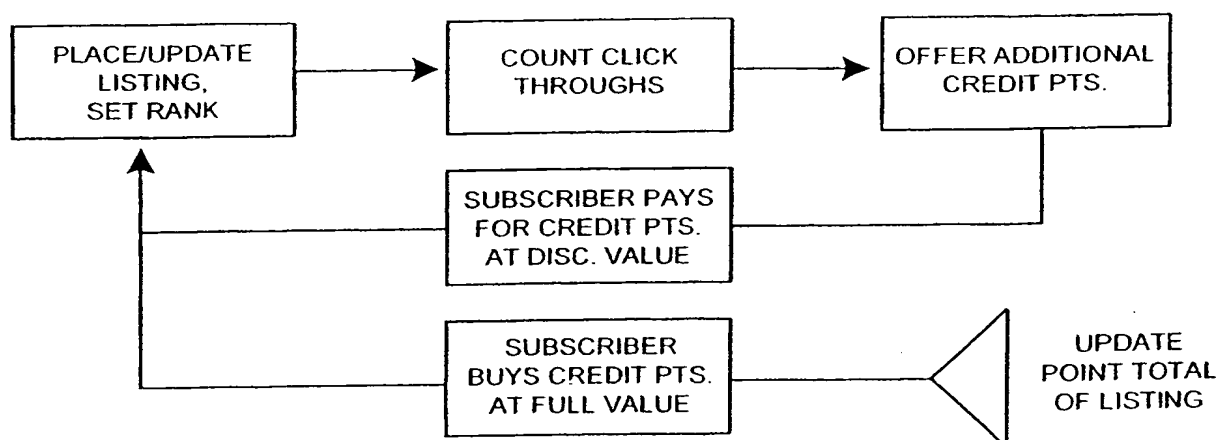 PLACE/UPDATE
LISTING,
SET RANK
COUNT CLICK
THROUGHS
OFFER ADDITIONAL
CREDIT PTS.
SUBSCRIBER PAYS
FOR CREDIT PTS.
AT DISC. VALUE
SUBSCRIBER
BUYS CREDIT PTS.
AT FULL VALUE
UPDATE
POINT TOTAL
OF LISTING